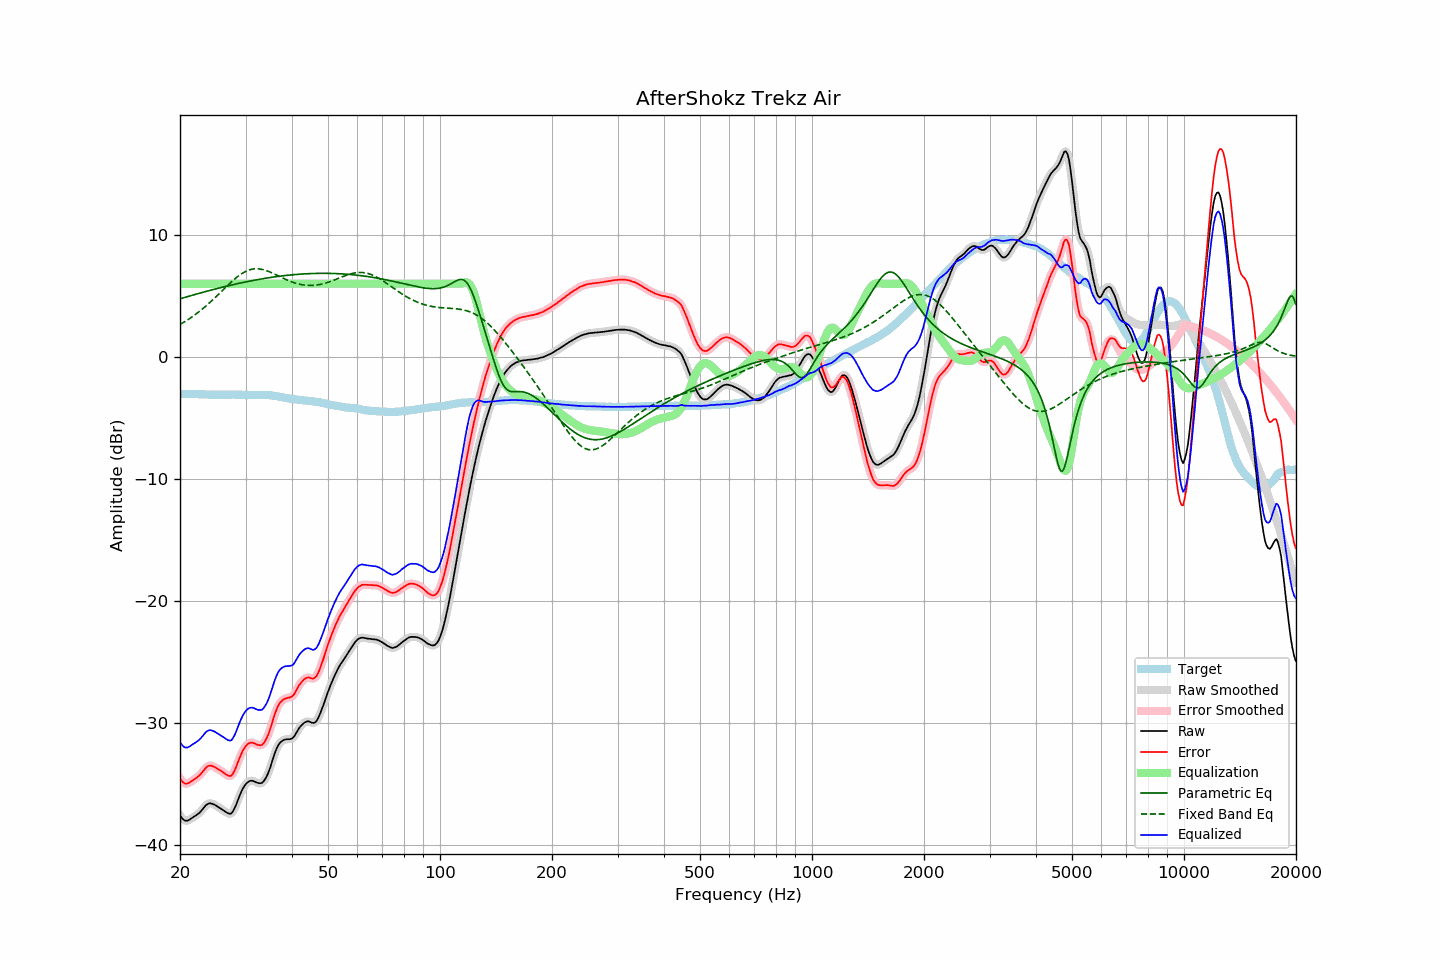 AfterShokz Trekz Air
Amplitude (dBr)
10
0
−10
−20
−30
−40
Target
Raw Smoothed
Error Smoothed
Raw
Error
Equalization
Parametric Eq
Fixed Band Eq
Equalized
20 50 100 200 500 1000 2000 5000 10000 20000
Frequency (Hz)